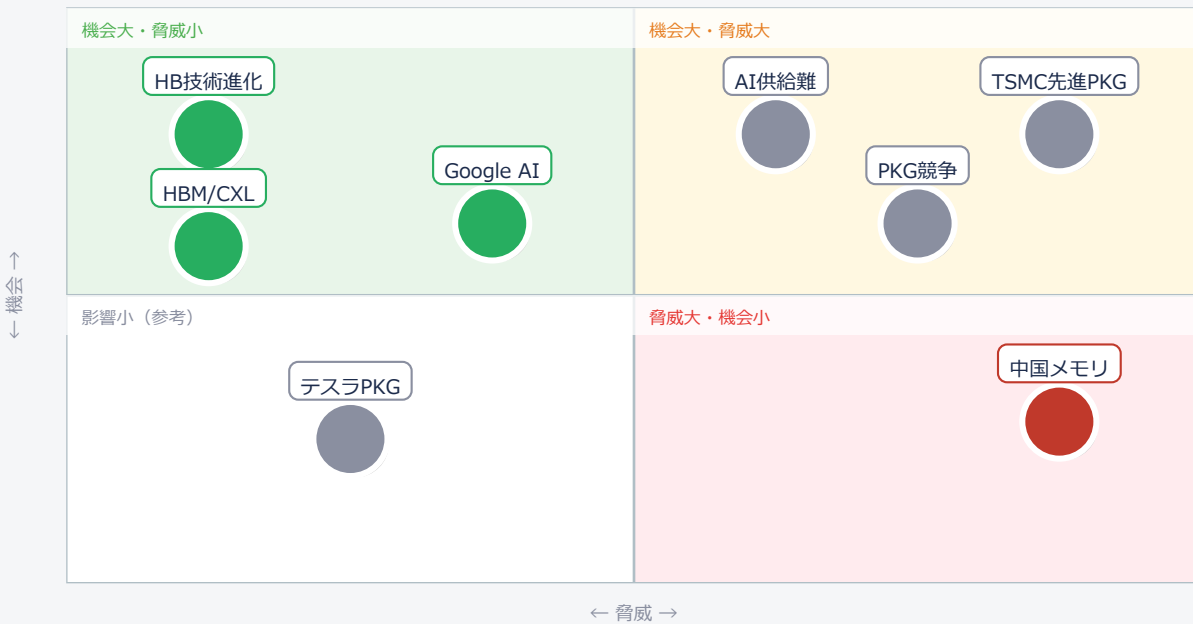 機会大・脅威小
機会大・脅威大
HB技術進化
AI供給難
TSMC先進PKG
Google AI
PKG競争
HBM/CXL
← 機会 →
影響小（参考）
脅威大・機会小
中国メモリ
テスラPKG
← 脅威 →